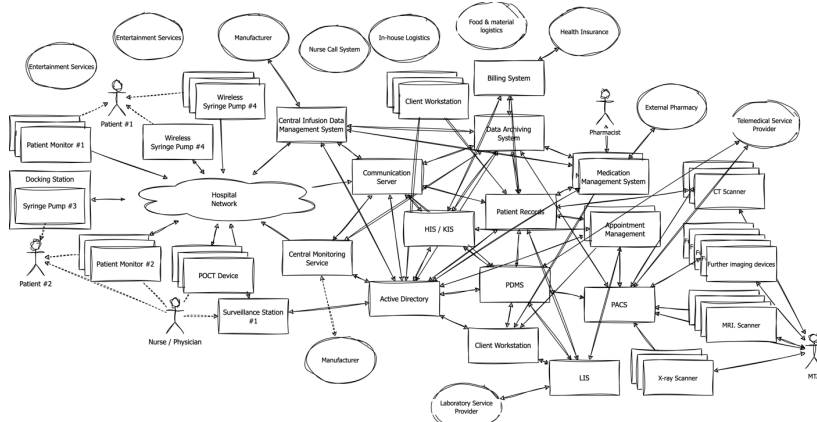 Food & material
logistics
Entertainment Services
Manufacturer
Nurse Call System
In-house Logistics
Health Insurance
Entertainment Services
Billing System
Wireless
Syringe Pump #4
Client Workstation
Patient #1
Central Infusion Data
Management System
Data Archiving
System
Pharmacist
External Pharmacy
Telemedical Service
Provider
Patient Monitor #1
Wireless
Syringe Pump #4
Communication
Server
Medication
Management System
Docking Station
Syringe Pump #3
Hospital
Network
Patient Records
CT Scanner
HIS / KIS
Appointment
Management
Patient #2
Patient Monitor #2
POCT Device
Central Monitoring
Service
PDMS
PACS
Further imaging devices
Active Directory
Surveillance Station
#1
Nurse / Physician
Client Workstation
MRI. Scanner
Manufacturer
LIS
X-ray Scanner
Laboratory Service
Provider